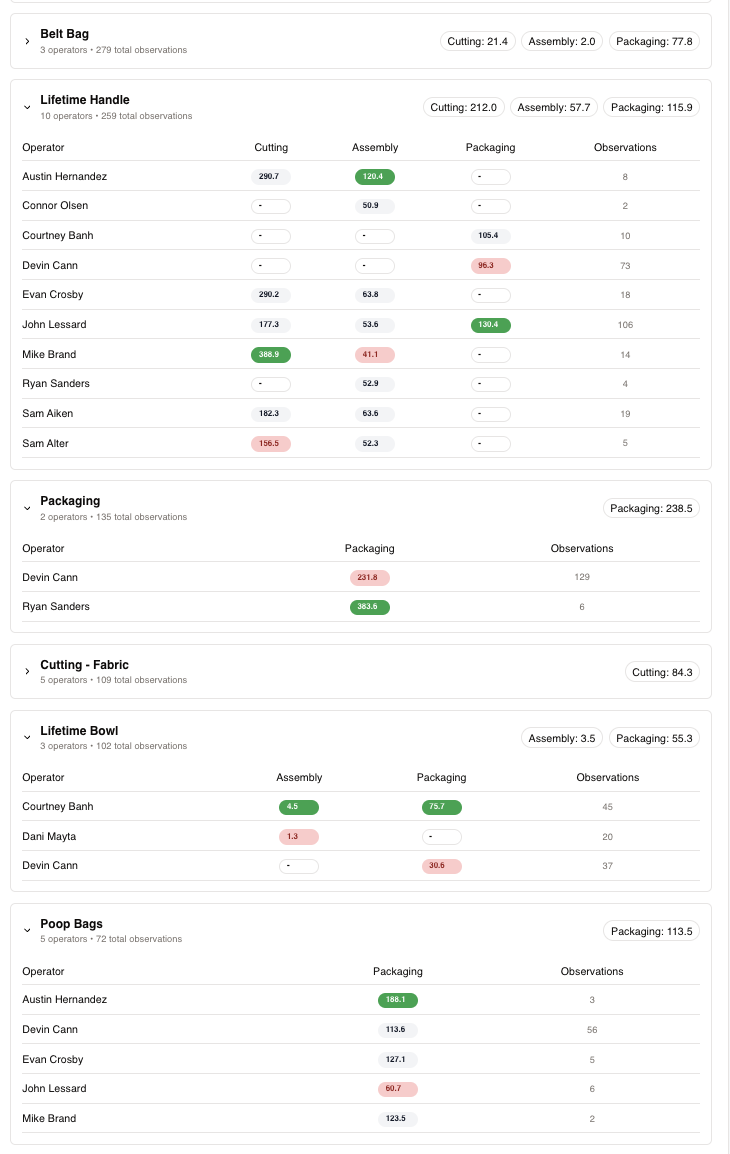 Belt Bag
3 operators • 279 total observations
Cutting: 21.4 Assembly: 2.0 Packaging: 77.8
Lifetime Handle
10 operators • 259 total observations
Cutting: 212.0 Assembly: 57.7 Packaging: 115.9
Operator Cutting Assembly Packaging Observations
Austin Hernandez 290.7 120.4 - 8
Connor Olsen - 50.9 - 2
Courtney Banh - - 105.4 10
Devin Cann - - 96.3 73
Evan Crosby 290.2 63.8 - 18
John Lessard 177.3 53.6 130.4 106
Mike Brand 388.9 41.1 - 14
Ryan Sanders - 52.9 - 4
Sam Aiken 182.3 63.6 - 19
Sam Alter 156.5 52.3 - 5
Packaging
2 operators • 135 total observations
Packaging: 238.5
Operator Packaging Observations
Devin Cann 231.8 129
Ryan Sanders 383.6 6
Cutting - Fabric
5 operators • 109 total observations
Cutting: 84.3
Lifetime Bowl
3 operators • 102 total observations
Assembly: 3.5 Packaging: 55.3
Operator Assembly Packaging Observations
Courtney Banh 4.5 75.7 45
Dani Mayta 1.3 - 20
Devin Cann - 30.6 37
Poop Bags
5 operators • 72 total observations
Packaging: 113.5
Operator Packaging Observations
Austin Hernandez 188.1 3
Devin Cann 113.6 56
Evan Crosby 127.1 5
John Lessard 60.7 6
Mike Brand 123.5 2